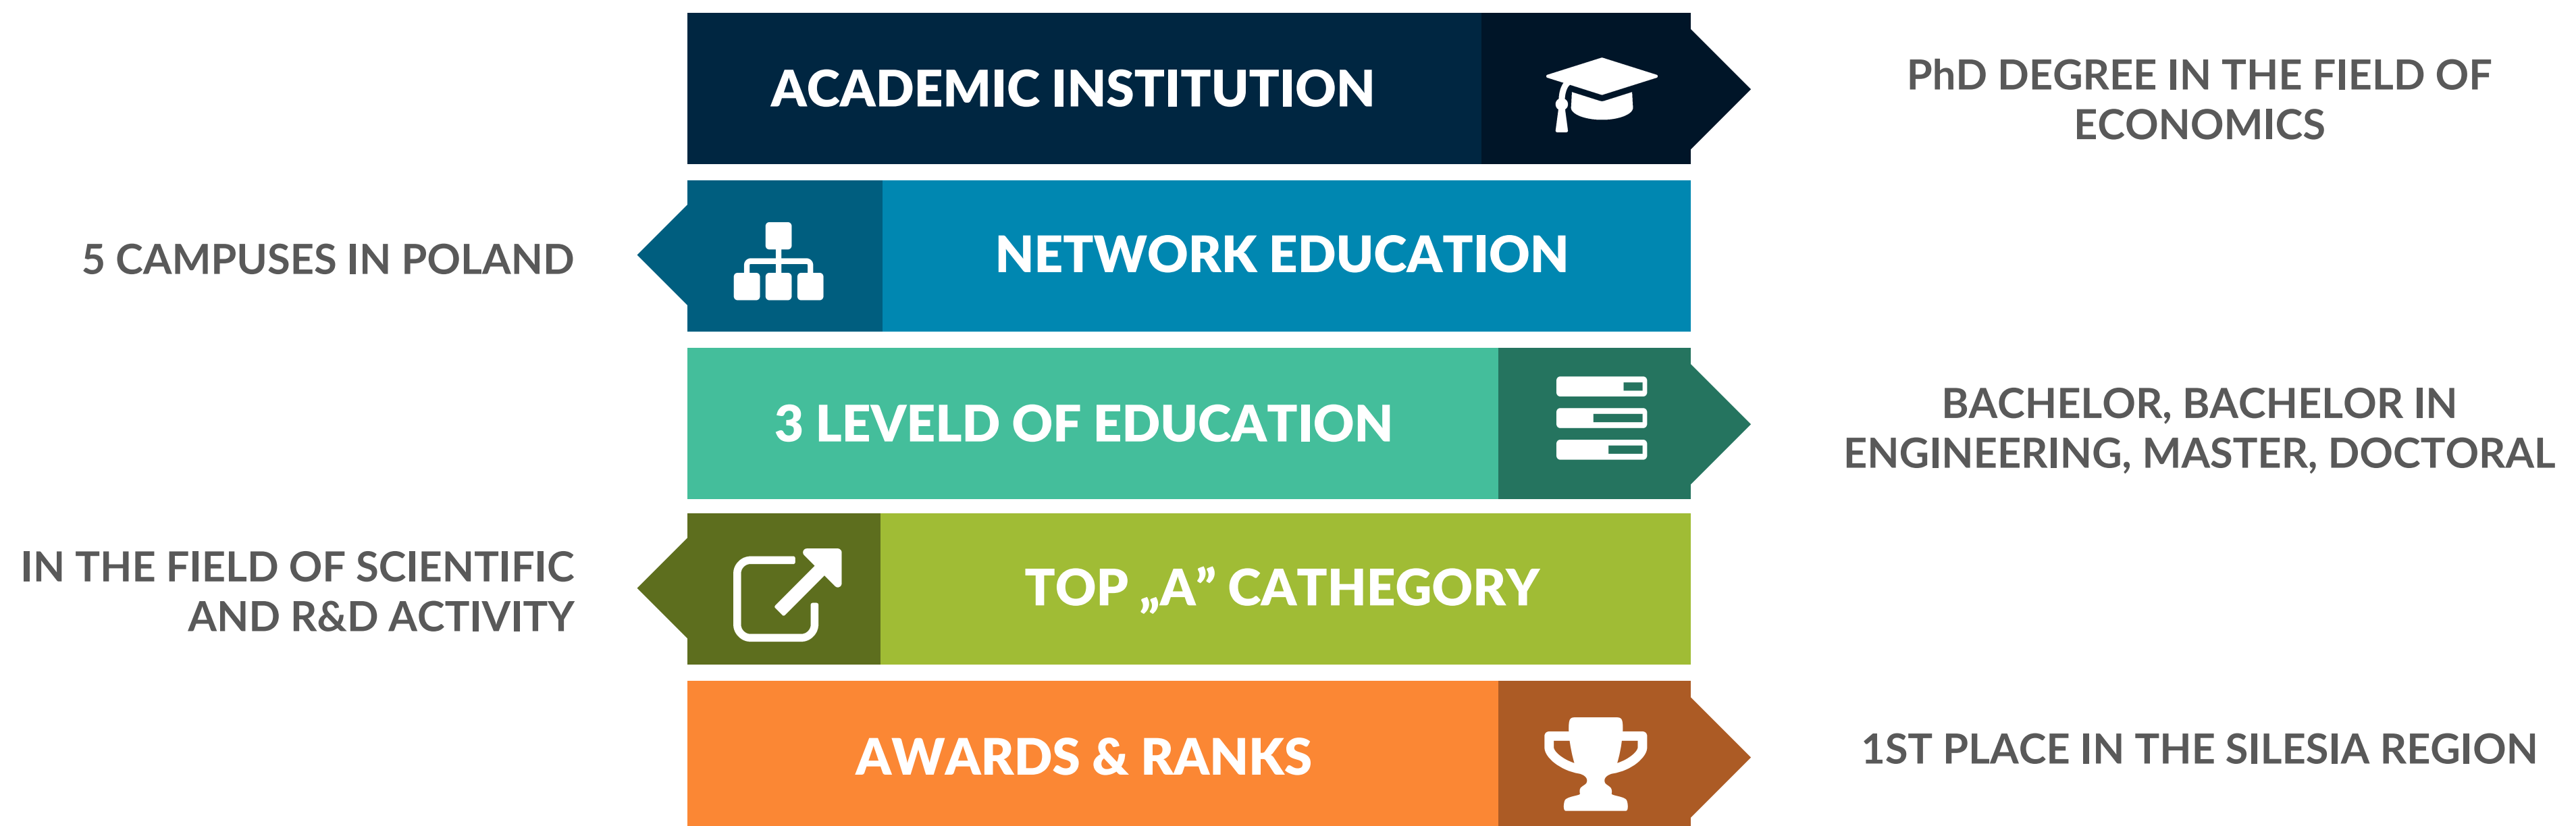 ACADEMIC INSTITUTION
PhD DEGREE IN THE FIELD OF
ECONOMICS
5 CAMPUSES IN POLAND
NETWORK EDUCATION
3 LEVELD OF EDUCATION
BACHELOR, BACHELOR IN
ENGINEERING, MASTER, DOCTORAL
IN THE FIELD OF SCIENTIFIC
AND R&D ACTIVITY
TOP „A” CATHEGORY
AWARDS & RANKS
1ST PLACE IN THE SILESIA REGION